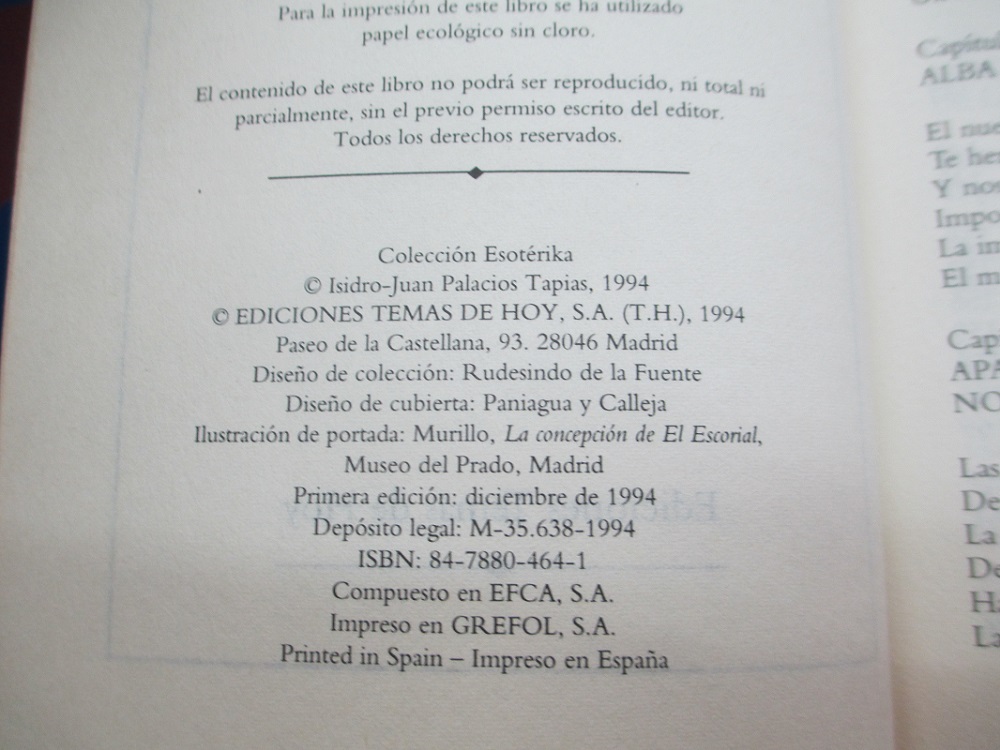 Para la impresión de este libro se ha utilizado
papel ecológico sin cloro.
El contenido de este libro no podrá ser reproducido, ni total ni
parcialmente, sin el previo permiso escrito del editor.
Todos los derechos reservados.
Colección Esotérika
© Isidro-Juan Palacios Tapias, 1994
© EDICIONES TEMAS DE HOY, S.A. (T.H.), 1994
Paseo de la Castellana, 93. 28046 Madrid
Diseño de colección: Rudesindo de la Fuente
Diseño de cubierta: Paniagua y Calleja
Ilustración de portada: Murillo, La concepción de El Escorial,
Museo del Prado, Madrid
Primera edición: diciembre de 1994
Depósito legal: M-35.638-1994
ISBN: 84-7880-464-1
Compuesto en EFCA, S.A.
Impreso en GREFOL, S.A.
Printed in Spain – Impreso en España
ALBA
El
Te
Y
La
El
Las
La